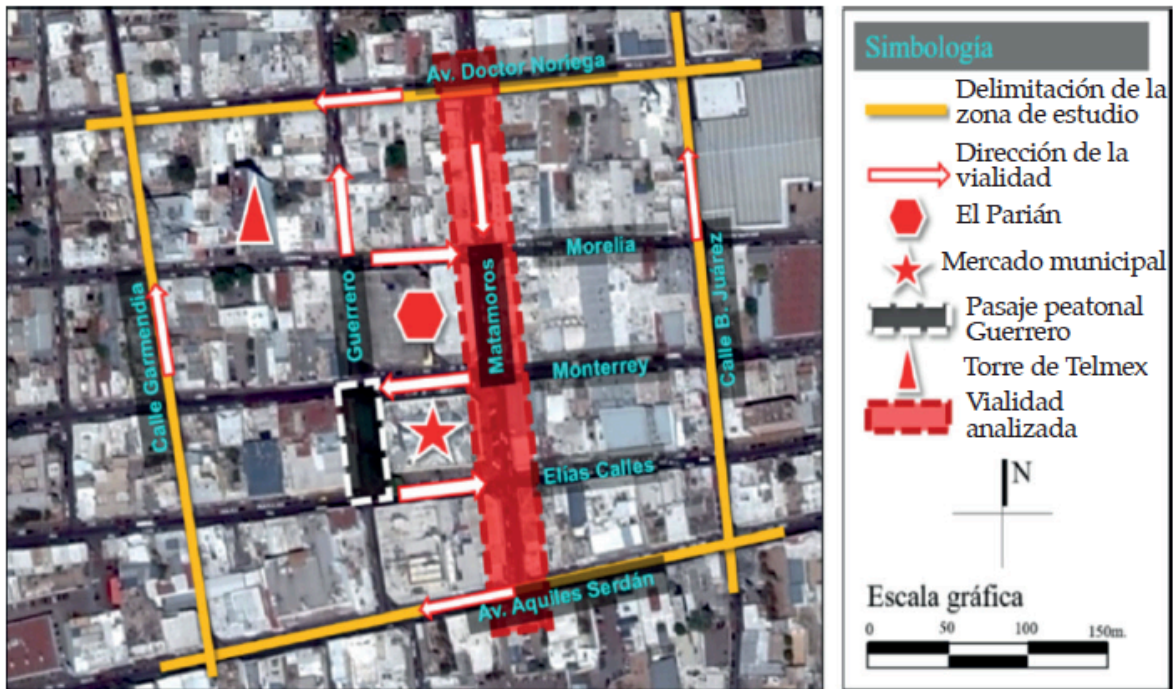 Av. Doctor Noriega
Morelia
Guerrero
Matamoros
Calle Garmendia
Calle B. Juárez
Monterrey
Elías Calles
Av. Aquiles Serdán
Simbología
Delimitación de la
zona de estudio
Dirección de la
vialidad
El Parián
Mercado municipal
Pasaje peatonal
Guerrero
Torre de Telmex
Vialidad
analizada
N
Escala gráfica
0 50 100 150m.